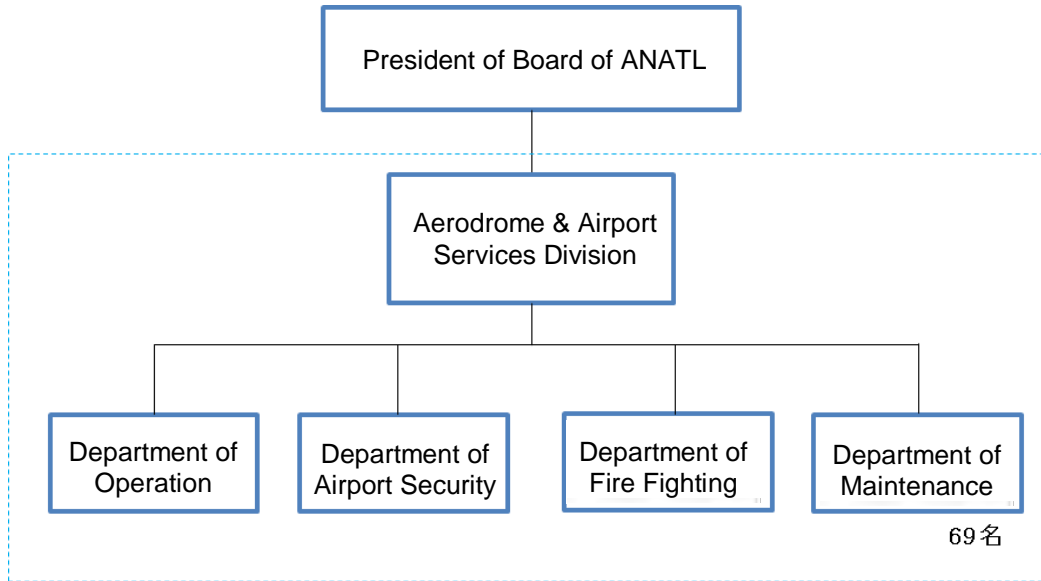 President of Board of ANATL
Aerodrome & Airport
Services Division
Department of
Operation
Department of
Airport Security
Department of
Fire Fighting
Department of
Maintenance
69名